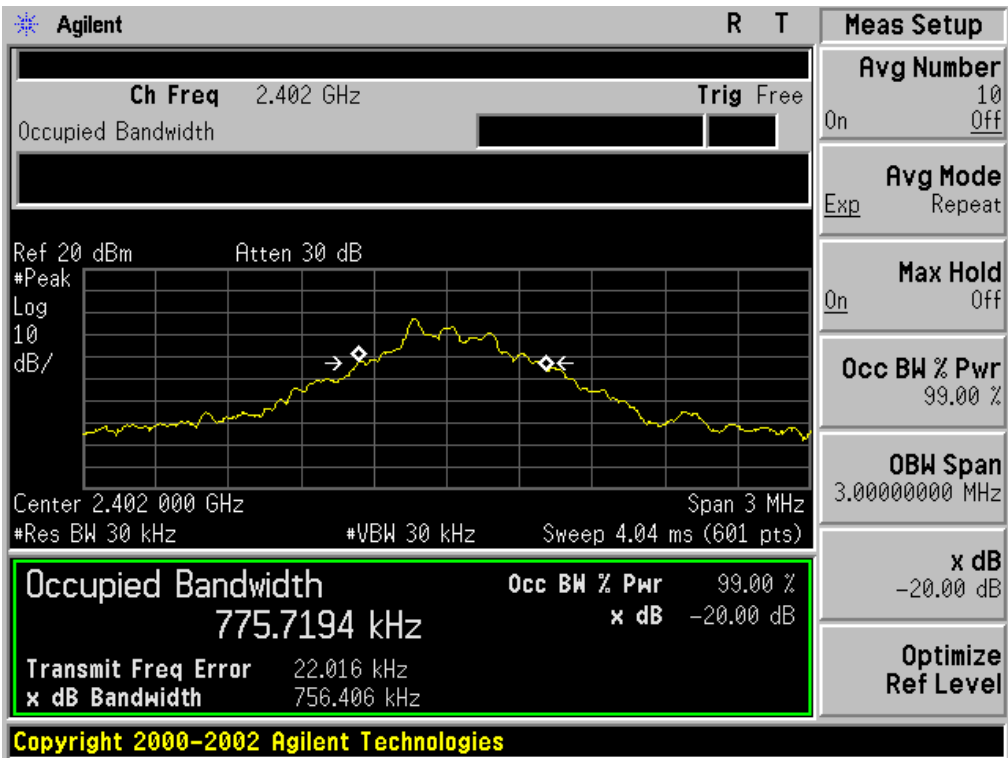 Agilent R T
Ch Freq 2.402 GHz Trig Free
Occupied Bandwidth
Ref 20 dBm Atten 30 dB
#Peak
Log
10
dB/
Center 2.402 000 GHz Span 3 MHz
#Res BW 30 kHz #VBW 30 kHz Sweep 4.04 ms (601 pts)
Occupied Bandwidth Occ BW % Pwr 99.00 %
775.7194 kHz x dB -20.00 dB
Transmit Freq Error 22.016 kHz
x dB Bandwidth 756.406 kHz
Copyright 2000-2002 Agilent Technologies
Meas Setup
Avg Number
10
On Off
Avg Mode
Exp Repeat
Max Hold
On Off
Occ BW % Pwr
99.00 %
OBW Span
3.00000000 MHz
x dB
-20.00 dB
Optimize
Ref Level